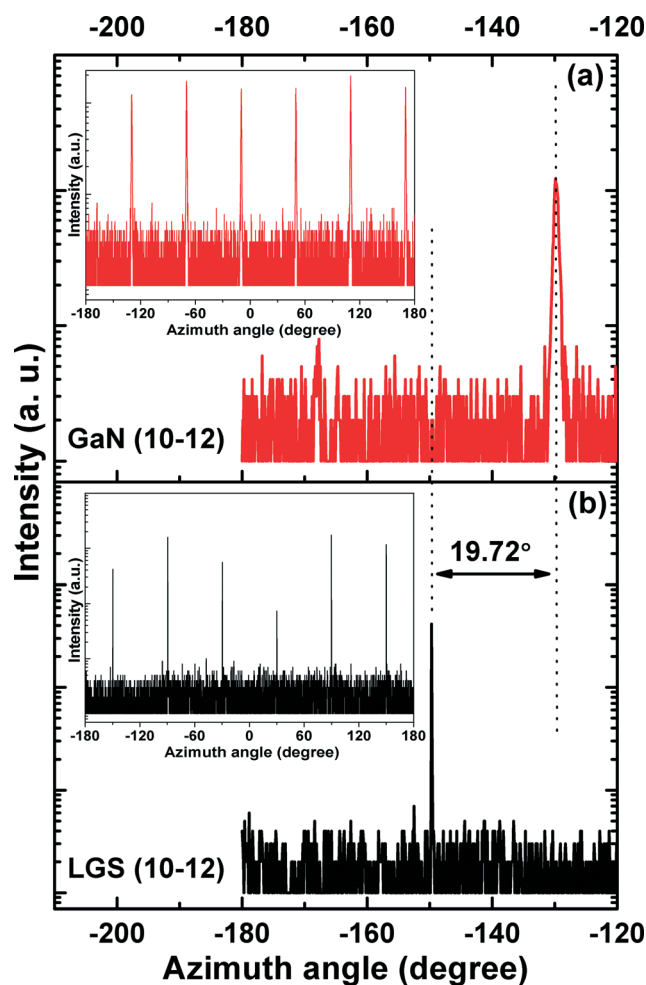 -200 -180 -160 -140 -120
(a)
Intensity (a.u.)
-180 -120 -60 0 60 120 180
Azimuth angle (degree)
GaN (10-12)
Intensity (a. u.)
(b)
Intensity (a.u.)
-180 -120 -60 0 60 120 180
Azimuth angle (degree)
19.72°
LGS (10-12)
-200 -180 -160 -140 -120
Azimuth angle (degree)